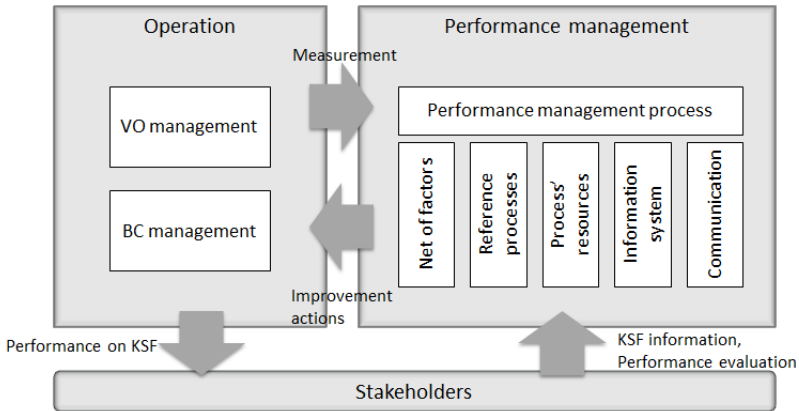 Operation
Performance management
Measurement
VO management
BC management
Performance management process
Net of factors
Reference
processes
Process'
resources
Information
system
Communication
Improvement
actions
Performance on KSF
KSF information,
Performance evaluation
Stakeholders